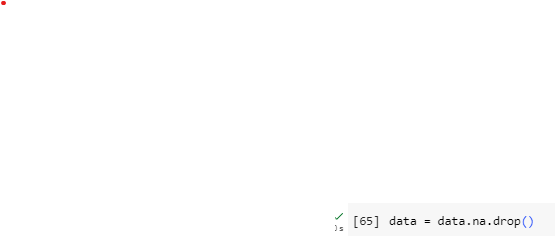 [65] data = data.na.drop()
)s